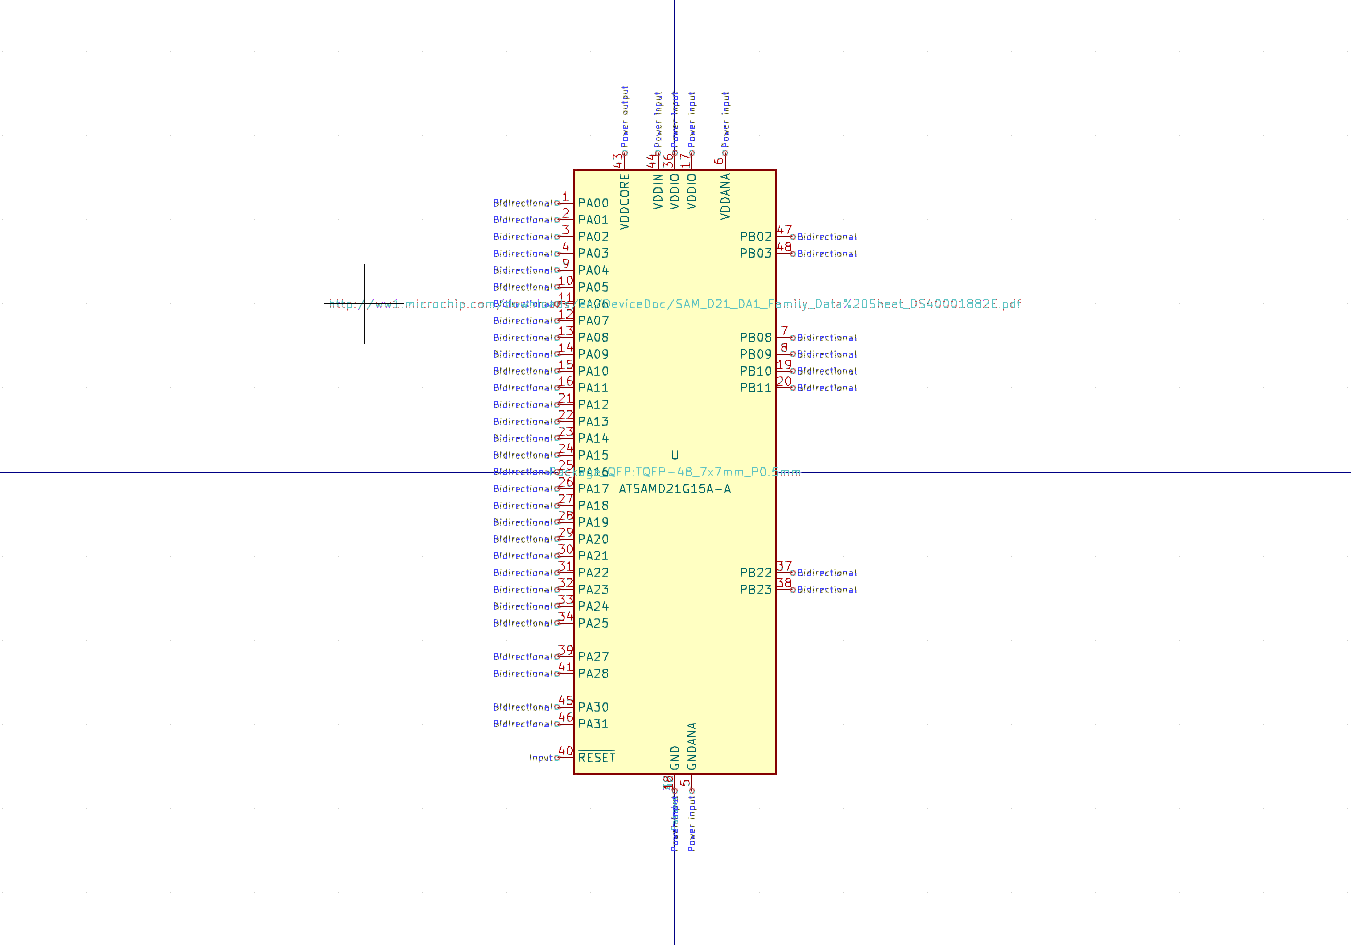 Power output
Power input
Power input
Power input
Power input
43
44
36
17
6
VDDCORE
VDDIN
VDDIO
VDDIO
VDDANA
Bidirectional 1 PA00
Bidirectional 2 PA01
Bidirectional 3 PA02 PB02 47 Bidirectional
Bidirectional 4 PA03 PB03 48 Bidirectional
Bidirectional 9 PA04
Bidirectional 10 PA05
Bidirectional 11 PA06
http://ww1.microchip.com/downloads/en/DeviceDoc/SAM_D21_DA1_Family_Data%20Sheet_DS40001882E.pdf
Bidirectional 12 PA07
Bidirectional 13 PA08 PB08 7 Bidirectional
Bidirectional 14 PA09 PB09 8 Bidirectional
Bidirectional 15 PA10 PB10 19 Bidirectional
Bidirectional 16 PA11 PB11 20 Bidirectional
Bidirectional 21 PA12
Bidirectional 22 PA13
Bidirectional 23 PA14
Bidirectional 24 PA15 U
Bidirectional 25 PA16
Package_QFP:TQFP-48_7x7mm_P0.5mm
Bidirectional 26 PA17 ATSAMD21G15A-A
Bidirectional 27 PA18
Bidirectional 28 PA19
Bidirectional 29 PA20
Bidirectional 30 PA21
Bidirectional 31 PA22 PB22 37 Bidirectional
Bidirectional 32 PA23 PB23 38 Bidirectional
Bidirectional 33 PA24
Bidirectional 34 PA25
Bidirectional 39 PA27
Bidirectional 41 PA28
Bidirectional 45 PA30
Bidirectional 46 PA31
Input 40 RESET
GND
GNDANA
18
5
Power input
Power input